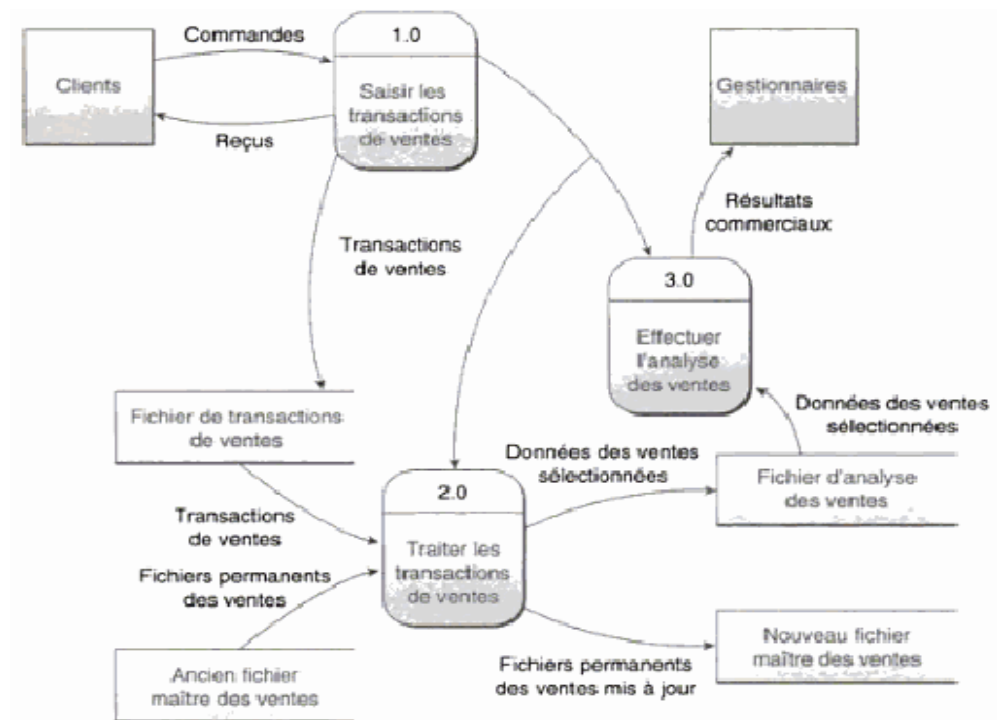 Commandes
Clients
Reçus
1.0
Saisir les
transactions
de ventes
Gestionnaires
Résultats
commerciaux
Transactions
de ventes
3.0
Effectuer
l'analyse
des ventes
Fichier de transactions
de ventes
Données des ventes
sélectionnées
Données des ventes
sélectionnées
Fichier d'analyse
des ventes
2.0
Traiter les
transactions
de ventes
Transactions
de ventes
Fichiers permanents
des ventes
Ancien fichier
maître des ventes
Fichiers permanents
des ventes mis à jour
Nouveau fichier
maître des ventes